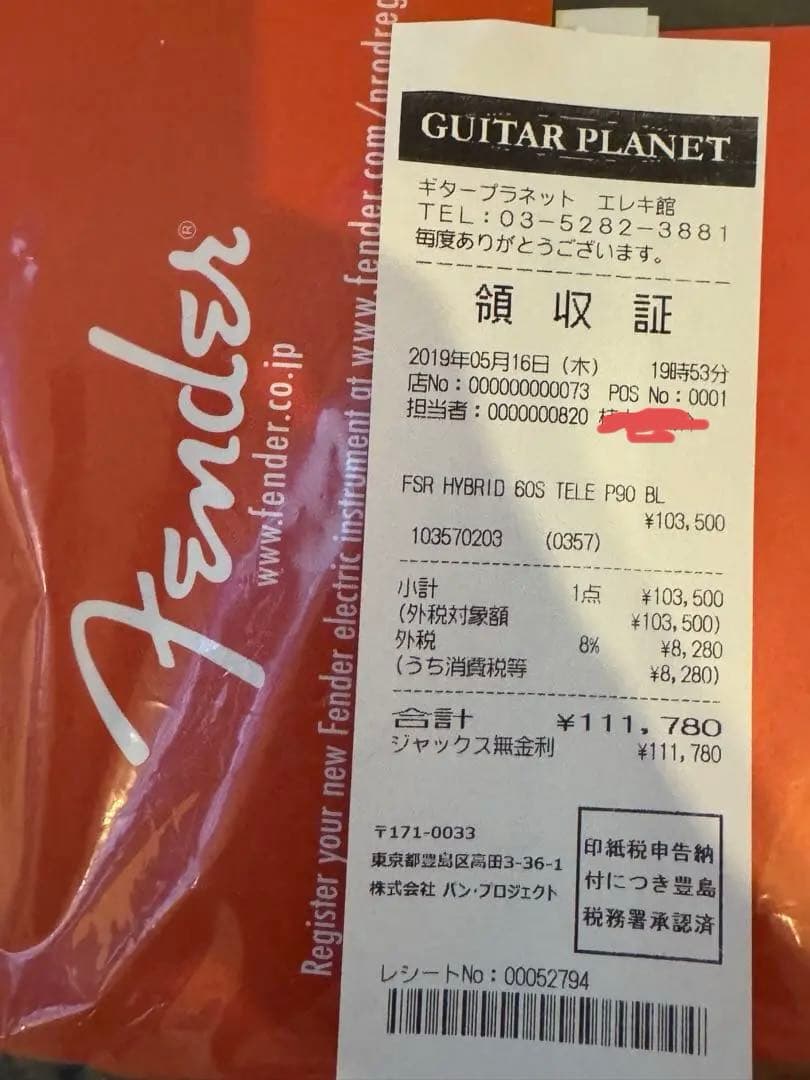 Fender®
www.fender.co.jp
Register your new Fender electric instrument at www.fender.com/prodreg
GUITAR PLANET
ギタープラネット エレキ館
TEL:03-5282-3881
毎度ありがとうございます。
領 収 証
2019年05月16日(木) 19時53分
店No:000000000073 POS No:0001
担当者:0000000820
FSR HYBRID 60S TELE P90 BL
¥103,500
103570203 (0357)
小計 1点 ¥103,500
(外税対象額 ¥103,500)
外税 8% ¥8,280
(うち消費税等 ¥8,280)
合計 ¥111,780
ジャックス無金利 ¥111,780
〒171-0033
東京都豊島区高田3-36-1
株式会社 バン・プロジェクト
印紙税申告納
付につき豊島
税務署承認済
レシートNo:00052794